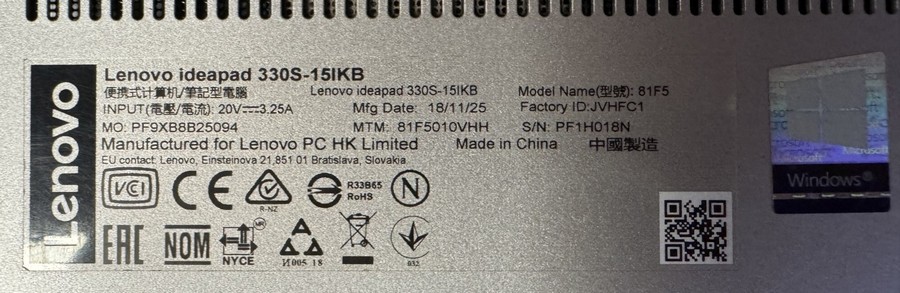 Lenovo
Lenovo ideapad 330S-15IKB
便携式计算机/筆記型電腦 Lenovo ideapad 330S-15IKB Model Name(型號): 81F5
INPUT(電壓/電流): 20V⎓3.25A Mfg Date: 18/11/25 Factory ID:JVHFC1
MO: PF9XB8B25094 MTM: 81F5010VHH S/N: PF1H018N
Manufactured for Lenovo PC HK Limited Made in China 中國製造
EU contact: Lenovo, Einsteinova 21,851 01 Bratislava, Slovakia
VCI CE R-NZ R33B65 N
RoHS
EAC NOM NYCE MR И005 18 032
Windows®
Microsoft